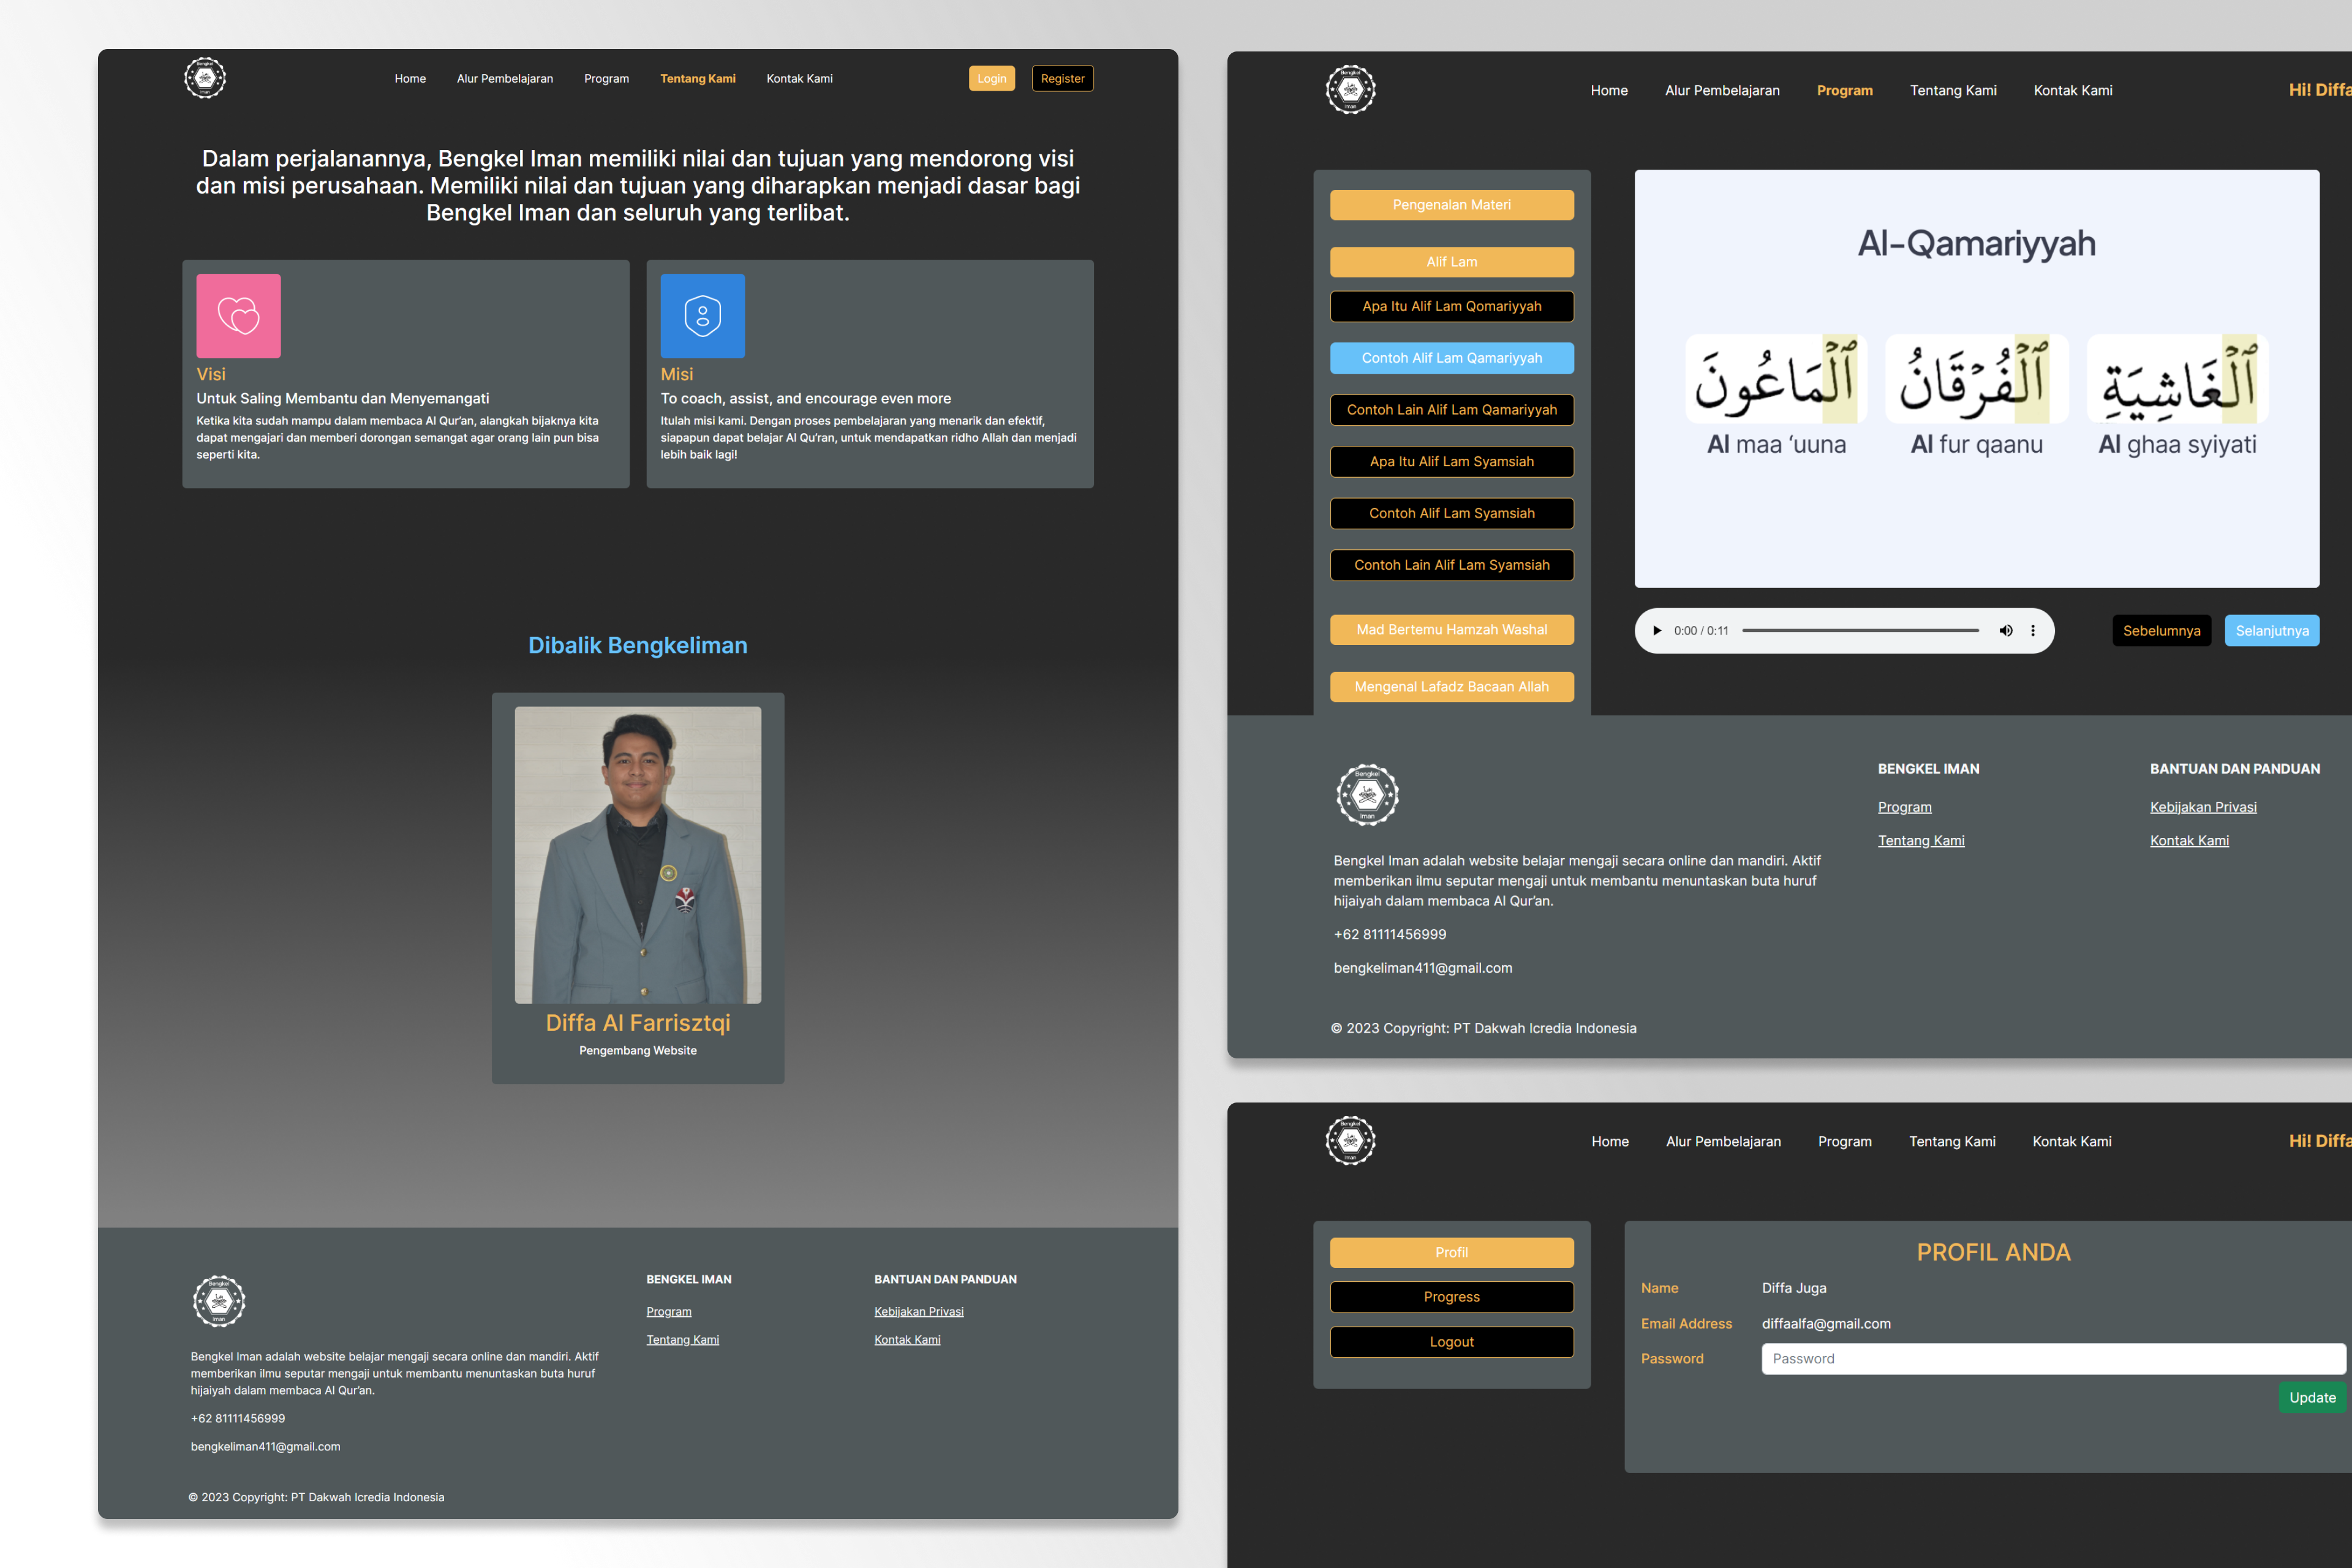 Bengkel
Iman
Home
Alur Pembelajaran
Program
Tentang Kami
Kontak Kami
Login
Register
Dalam perjalanannya, Bengkel Iman memiliki nilai dan tujuan yang mendorong visi
dan misi perusahaan. Memiliki nilai dan tujuan yang diharapkan menjadi dasar bagi
Bengkel Iman dan seluruh yang terlibat.
Visi
Untuk Saling Membantu dan Menyemangati
Ketika kita sudah mampu dalam membaca Al Qur’an, alangkah bijaknya kita
dapat mengajari dan memberi dorongan semangat agar orang lain pun bisa
seperti kita.
Misi
To coach, assist, and encourage even more
Itulah misi kami. Dengan proses pembelajaran yang menarik dan efektif,
siapapun dapat belajar Al Qu’ran, untuk mendapatkan ridho Allah dan menjadi
lebih baik lagi!
Dibalik Bengkeliman
Diffa Al Farrisztqi
Pengembang Website
Bengkel
Iman
Bengkel Iman adalah website belajar mengaji secara online dan mandiri. Aktif
memberikan ilmu seputar mengaji untuk membantu menuntaskan buta huruf
hijaiyah dalam membaca Al Qur’an.
+62 81111456999
bengkeliman411@gmail.com
BENGKEL IMAN
Program
Tentang Kami
BANTUAN DAN PANDUAN
Kebijakan Privasi
Kontak Kami
© 2023 Copyright: PT Dakwah Icredia Indonesia
Bengkel
Iman
Home
Alur Pembelajaran
Program
Tentang Kami
Kontak Kami
Hi! Diffa
Pengenalan Materi
Alif Lam
Apa Itu Alif Lam Qomariyyah
Contoh Alif Lam Qamariyyah
Contoh Lain Alif Lam Qamariyyah
Apa Itu Alif Lam Syamsiah
Contoh Alif Lam Syamsiah
Contoh Lain Alif Lam Syamsiah
Mad Bertemu Hamzah Washal
Mengenal Lafadz Bacaan Allah
Al-Qamariyyah
ٱلْمَاعُونَ
ٱلْفُرْقَانُ
ٱلْغَاشِيَةِ
Al maa ‘uuna
Al fur qaanu
Al ghaa syiyati
0:00 / 0:11
Sebelumnya
Selanjutnya
Bengkel
Iman
Bengkel Iman adalah website belajar mengaji secara online dan mandiri. Aktif
memberikan ilmu seputar mengaji untuk membantu menuntaskan buta huruf
hijaiyah dalam membaca Al Qur’an.
+62 81111456999
bengkeliman411@gmail.com
BENGKEL IMAN
Program
Tentang Kami
BANTUAN DAN PANDUAN
Kebijakan Privasi
Kontak Kami
© 2023 Copyright: PT Dakwah Icredia Indonesia
Bengkel
Iman
Home
Alur Pembelajaran
Program
Tentang Kami
Kontak Kami
Hi! Diffa
Profil
Progress
Logout
PROFIL ANDA
Name
Diffa Juga
Email Address
diffaalfa@gmail.com
Password
Password
Update